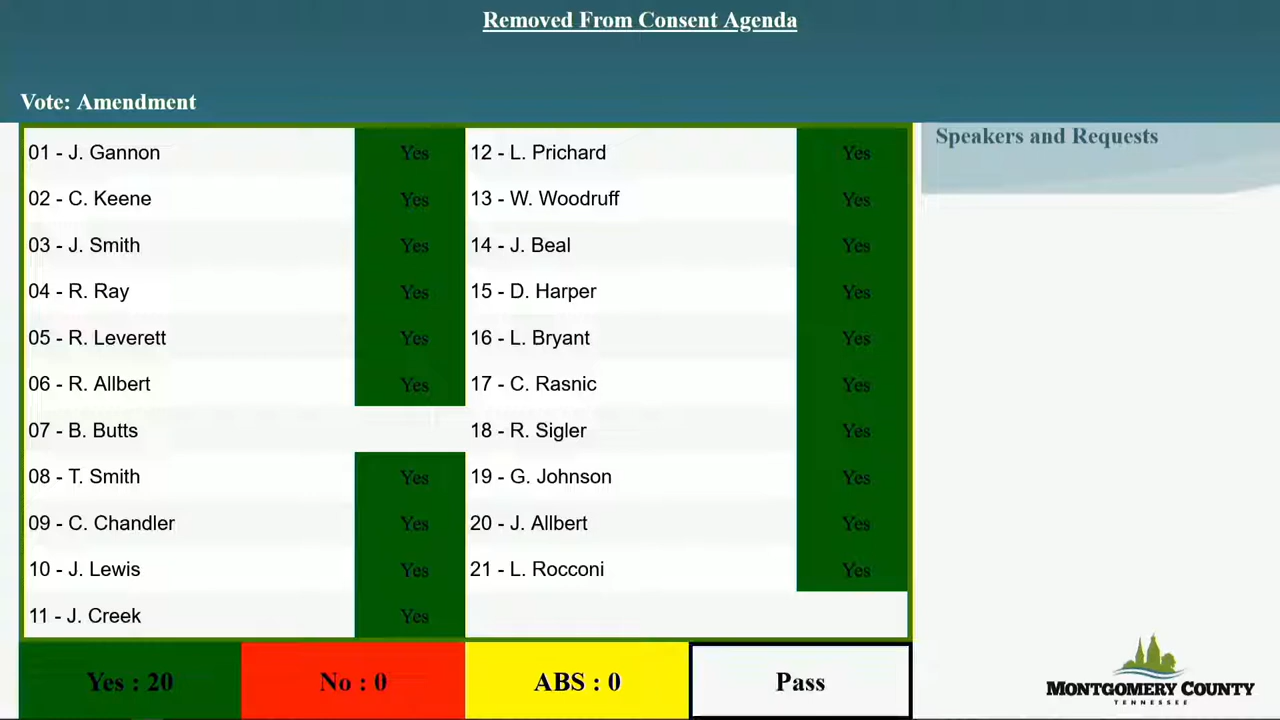 Removed From Consent Agenda
Vote: Amendment
Speakers and Requests
01 - J. Gannon Yes 12 - L. Prichard Yes
02 - C. Keene Yes 13 - W. Woodruff Yes
03 - J. Smith Yes 14 - J. Beal Yes
04 - R. Ray Yes 15 - D. Harper Yes
05 - R. Leverett Yes 16 - L. Bryant Yes
06 - R. Allbert Yes 17 - C. Rasnic Yes
07 - B. Butts 18 - R. Sigler Yes
08 - T. Smith Yes 19 - G. Johnson Yes
09 - C. Chandler Yes 20 - J. Allbert Yes
10 - J. Lewis Yes 21 - L. Rocconi Yes
11 - J. Creek Yes
Yes : 20 No : 0 ABS : 0 Pass
MONTGOMERY COUNTY
TENNESSEE